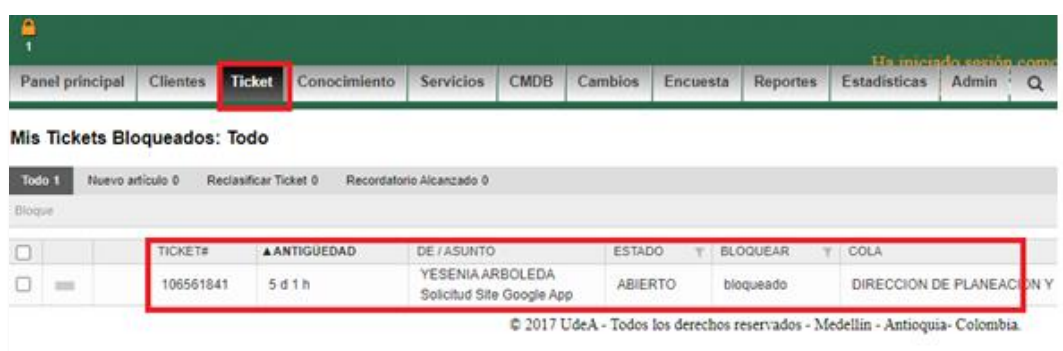 1
Ha iniciado sesión como
Panel principal Clientes Ticket Conocimiento Servicios CMDB Cambios Encuesta Reportes Estadísticas Admin
Mis Tickets Bloqueados: Todo
Todo 1 Nuevo artículo 0 Reclasificar Ticket 0 Recordatorio Alcanzado 0
Bloque
TICKET# ▲ANTIGÜEDAD DE / ASUNTO ESTADO BLOQUEAR COLA
106561841 5 d 1 h YESENIA ARBOLEDA ABIERTO bloqueado DIRECCION DE PLANEACION Y
Solicitud Site Google App
© 2017 UdeA - Todos los derechos reservados - Medellín - Antioquia- Colombia.